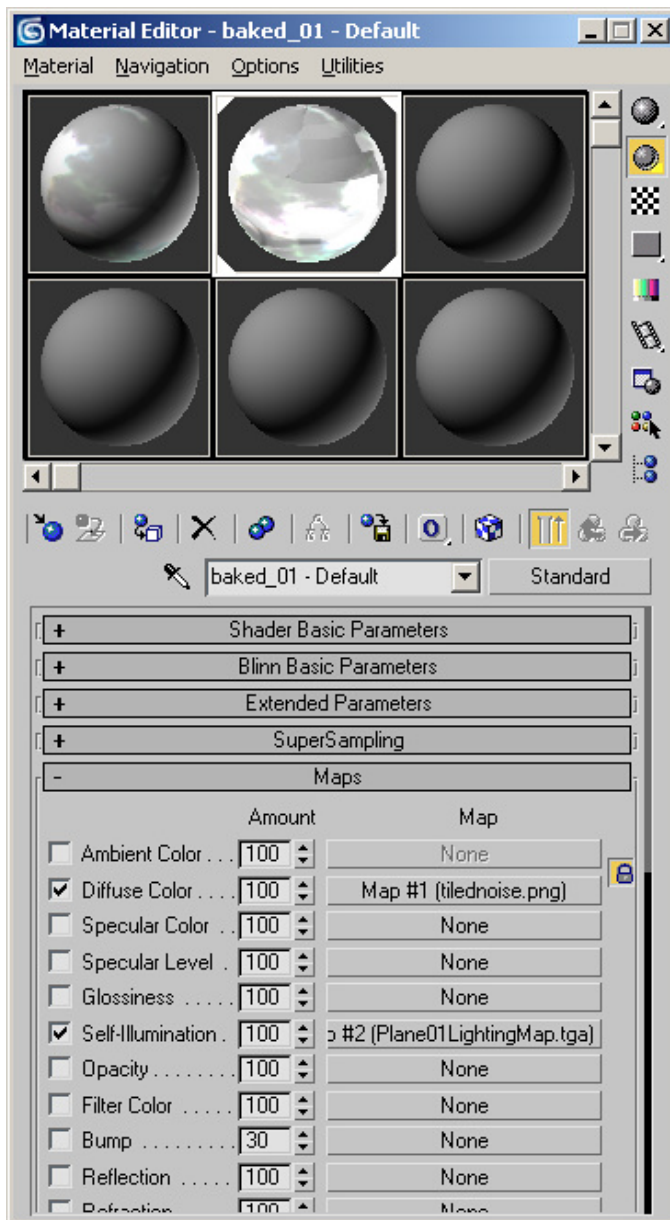 Material Editor - baked_01 - Default
Material Navigation Options Utilities
baked_01 - Default Standard
+ Shader Basic Parameters
+ Blinn Basic Parameters
+ Extended Parameters
+ SuperSampling
- Maps
Amount Map
Ambient Color . . . 100 None
Diffuse Color . . . . 100 Map #1 (tilednoise.png)
Specular Color . . 100 None
Specular Level . 100 None
Glossiness . . . . . 100 None
Self-Illumination . 100 #2 (Plane01LightingMap.tga)
Opacity . . . . . . . . 100 None
Filter Color . . . . . 100 None
Bump . . . . . . . . . 30 None
Reflection . . . . . 100 None
Refraction 100 None